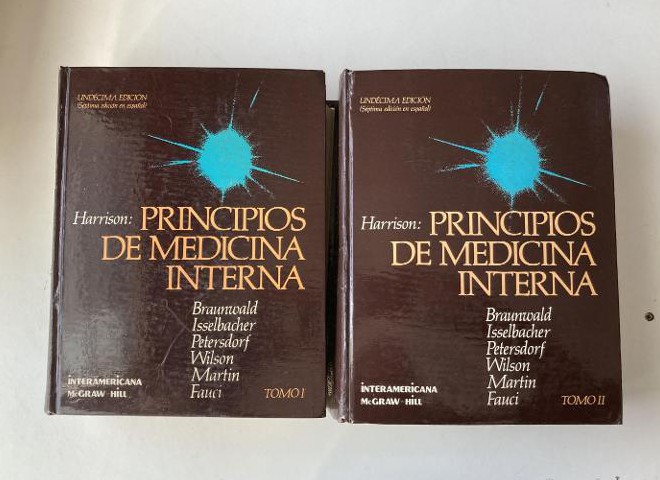 UNDÉCIMA EDICIÓN
(Séptima edición en español)
Harrison: PRINCIPIOS
DE MEDICINA
INTERNA
Braunwald
Isselbacher
Petersdorf
Wilson
Martin
Fauci
INTERAMERICANA
McGRAW-HILL
TOMO I
UNDÉCIMA EDICIÓN
(Séptima edición en español)
Harrison: PRINCIPIOS
DE MEDICINA
INTERNA
Braunwald
Isselbacher
Petersdorf
Wilson
Martin
Fauci
INTERAMERICANA
McGRAW-HILL
TOMO II